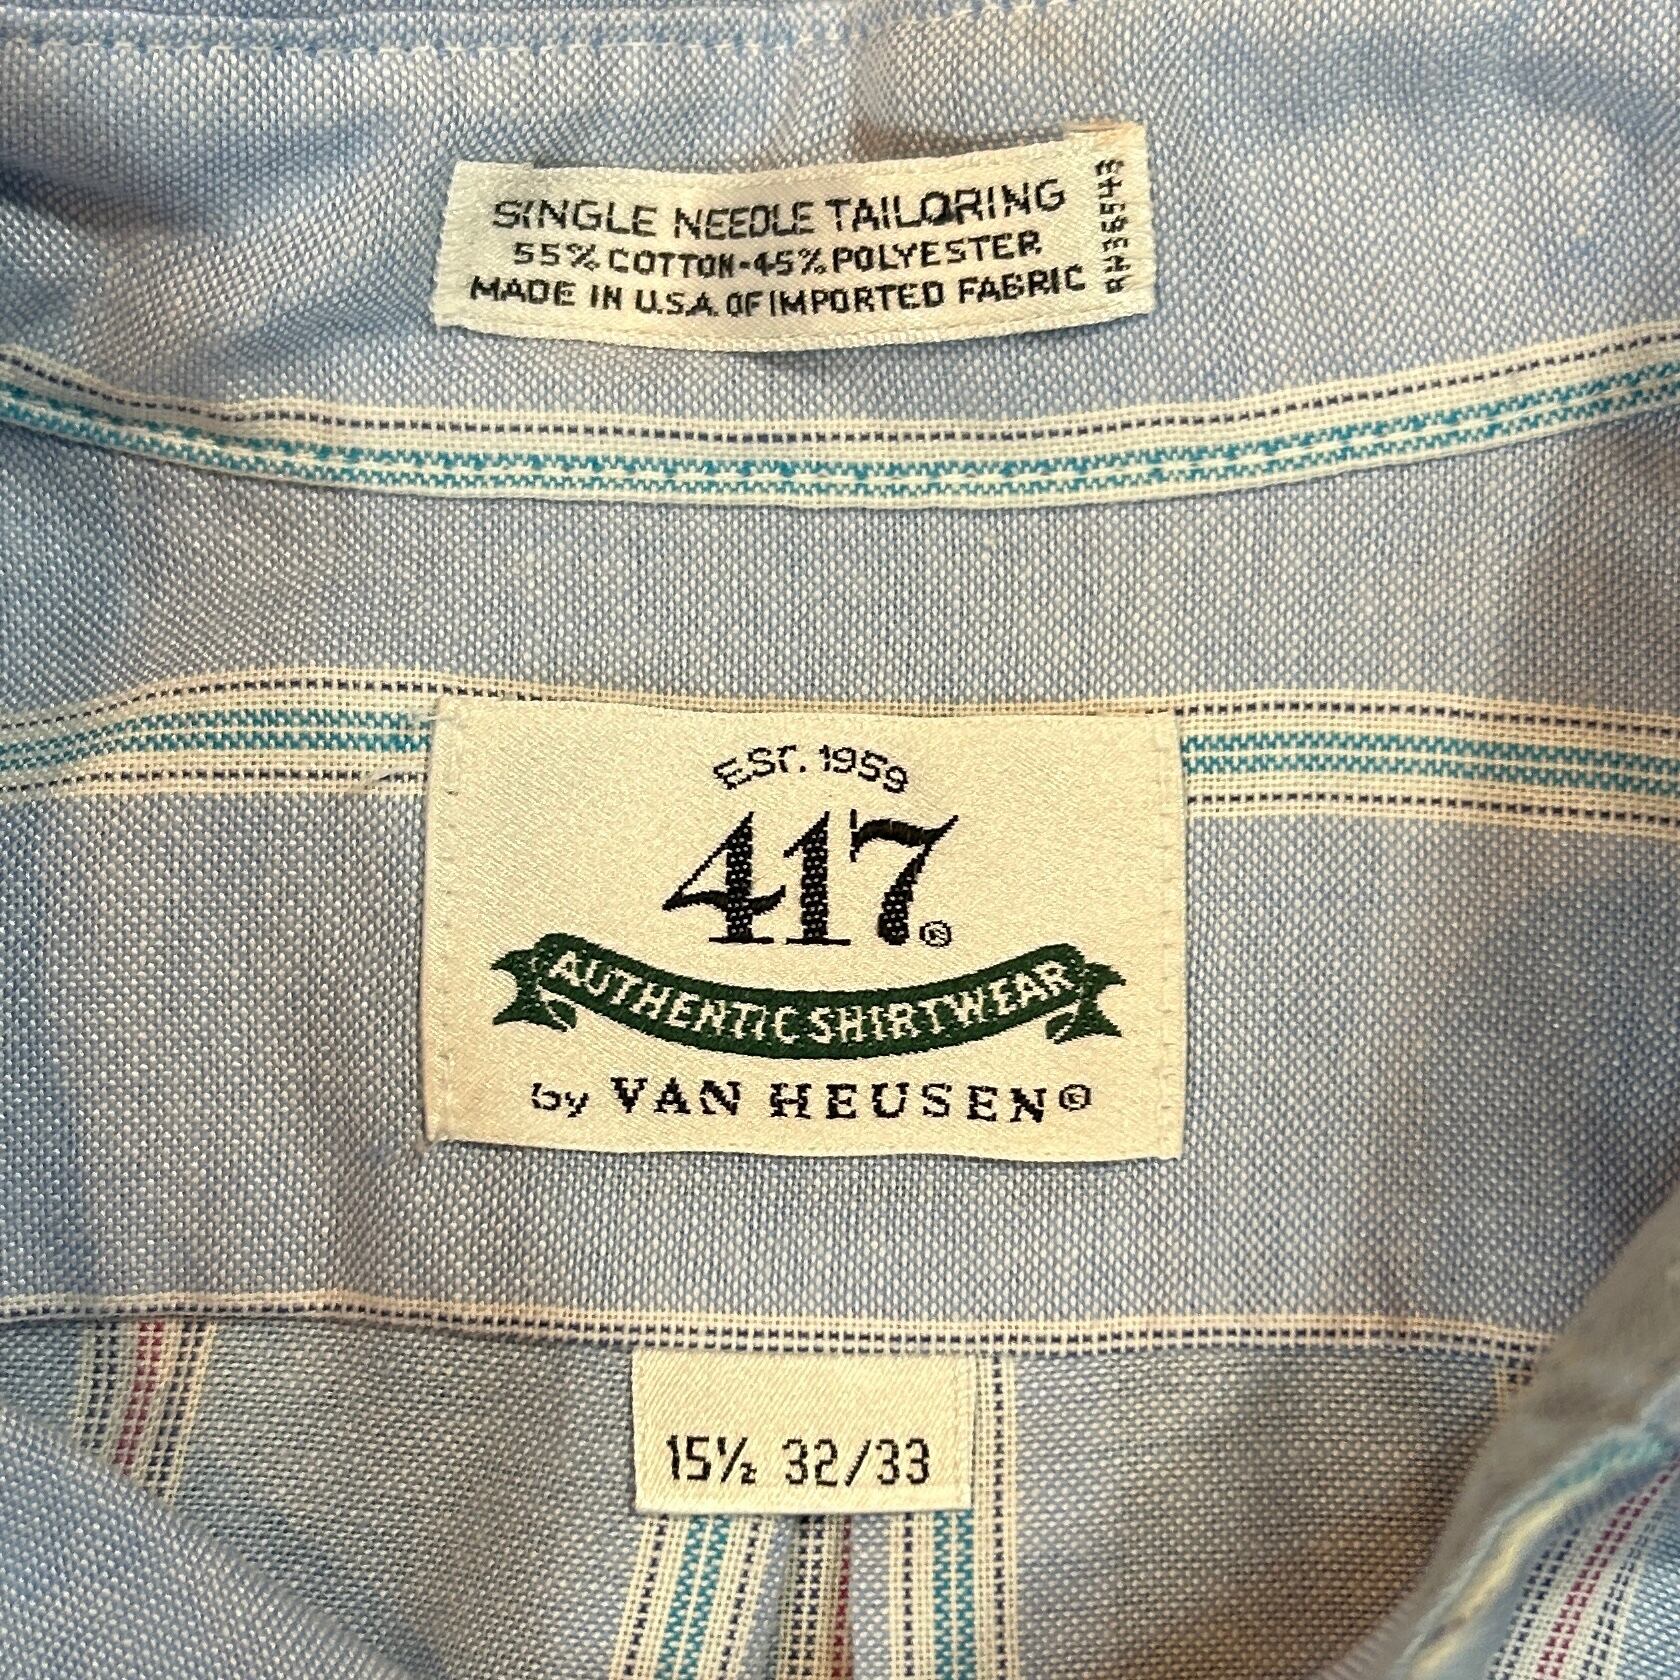 SINGLE NEEDLE TAILORING
55% COTTON-45% POLYESTER
MADE IN U.S.A. OF IMPORTED FABRIC
RN36543
EST. 1959
417®
AUTHENTIC SHIRTWEAR
by VAN HEUSEN®
15½ 32/33